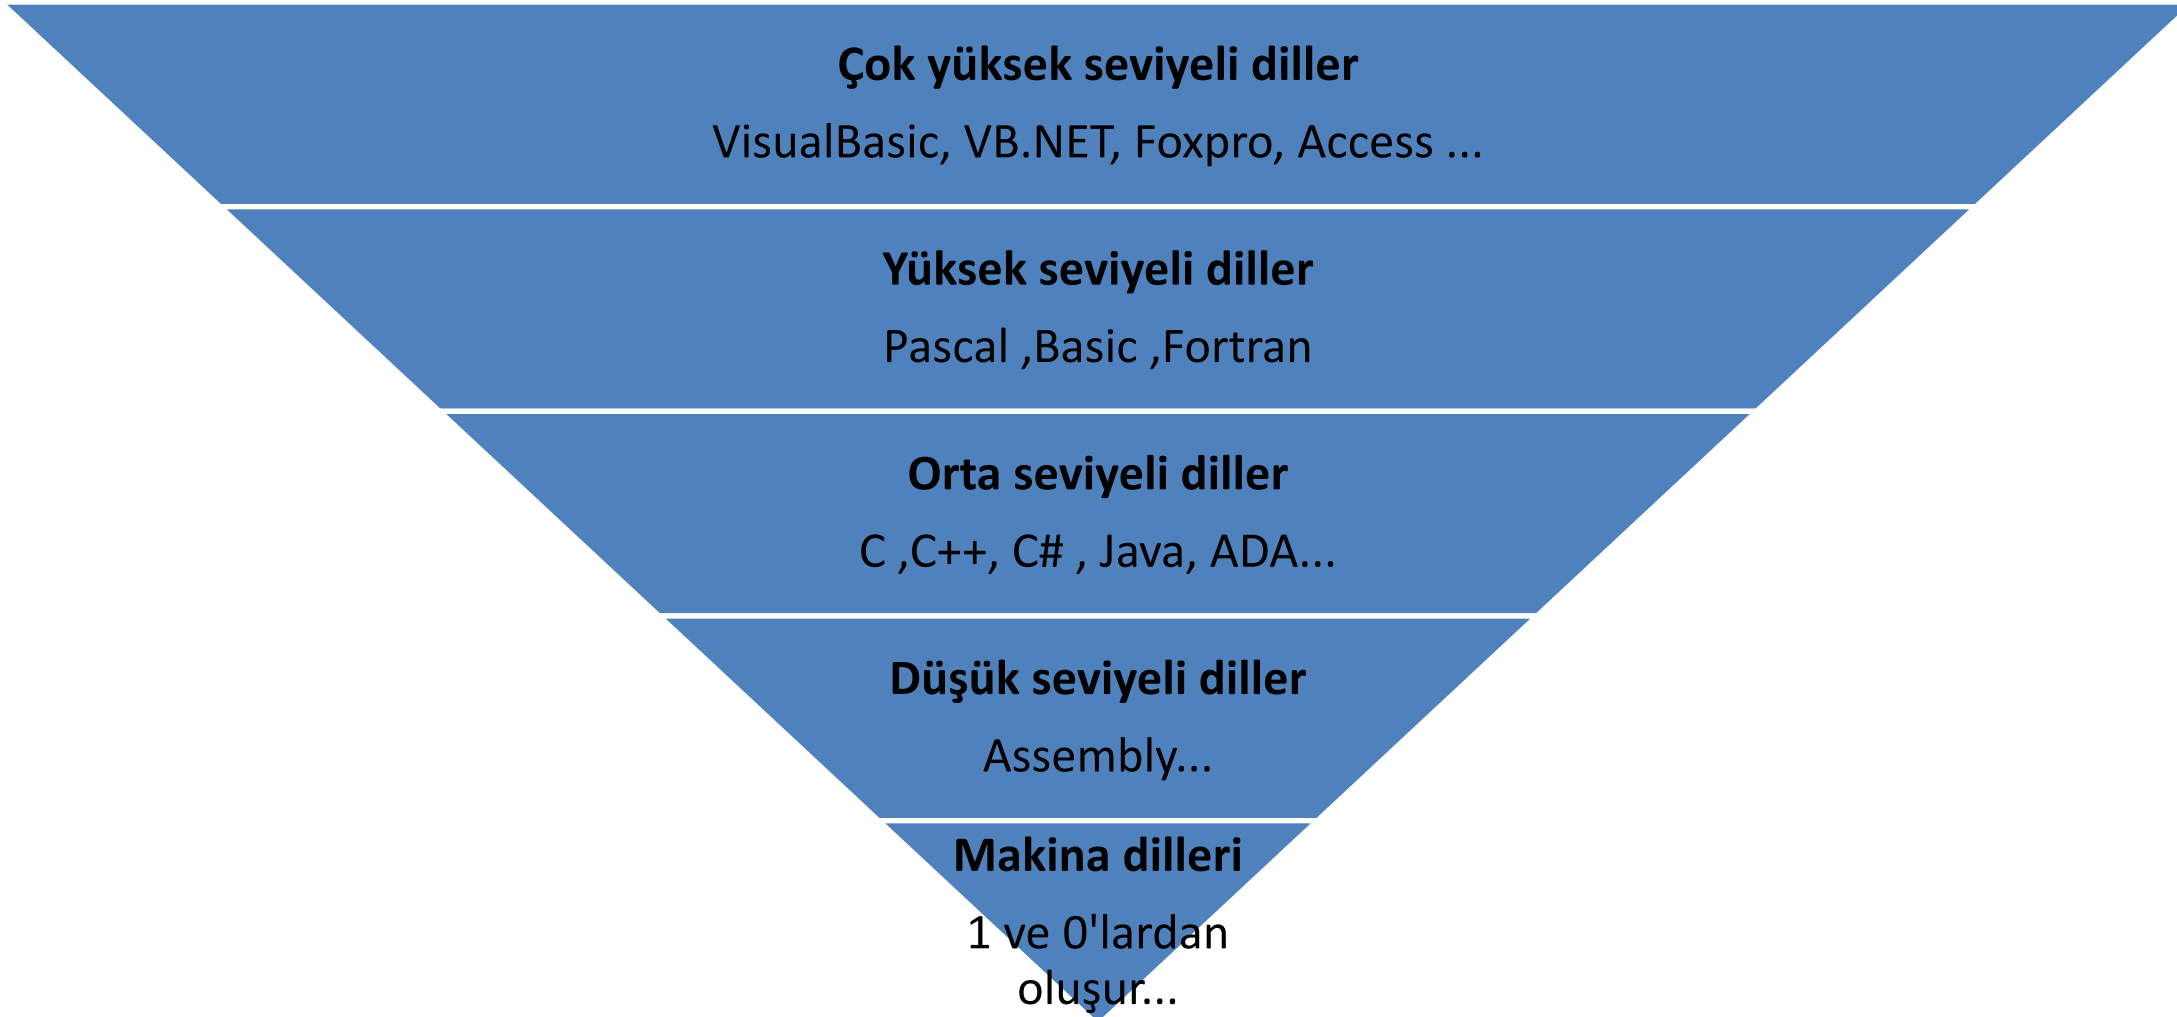 Çok yüksek seviyeli diller
VisualBasic, VB.NET, Foxpro, Access ...
Yüksek seviyeli diller
Pascal ,Basic ,Fortran
Orta seviyeli diller
C ,C++, C# , Java, ADA...
Düşük seviyeli diller
Assembly...
Makina dilleri
1 ve 0'lardan
oluşur...